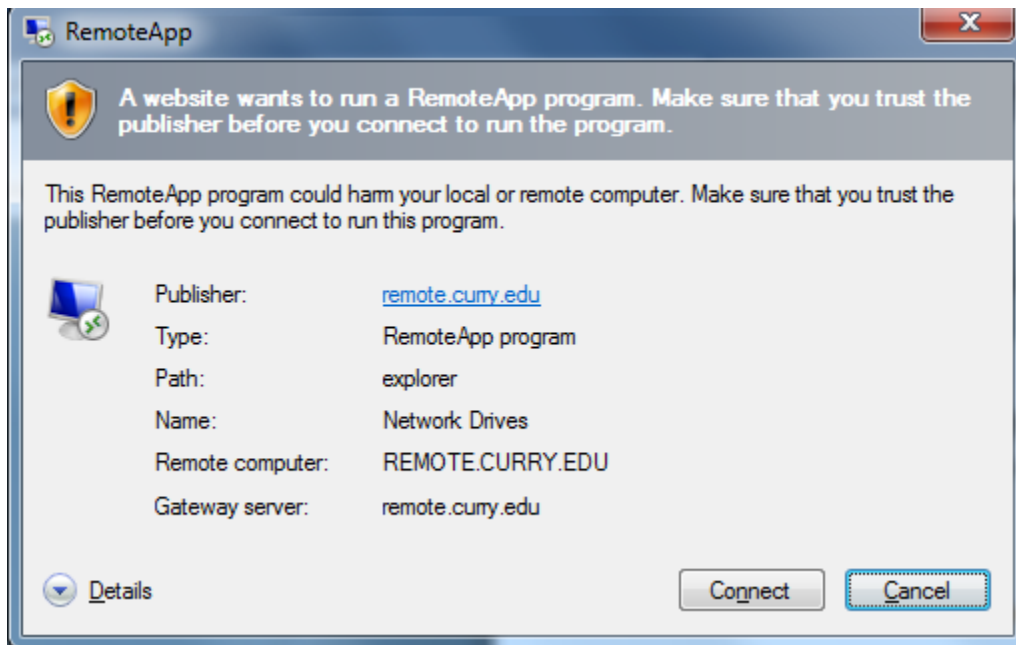 RemoteApp
A website wants to run a RemoteApp program. Make sure that you trust the
publisher before you connect to run the program.
This RemoteApp program could harm your local or remote computer. Make sure that you trust the
publisher before you connect to run this program.
Publisher: remote.curry.edu
Type: RemoteApp program
Path: explorer
Name: Network Drives
Remote computer: REMOTE.CURRY.EDU
Gateway server: remote.curry.edu
Details Connect Cancel